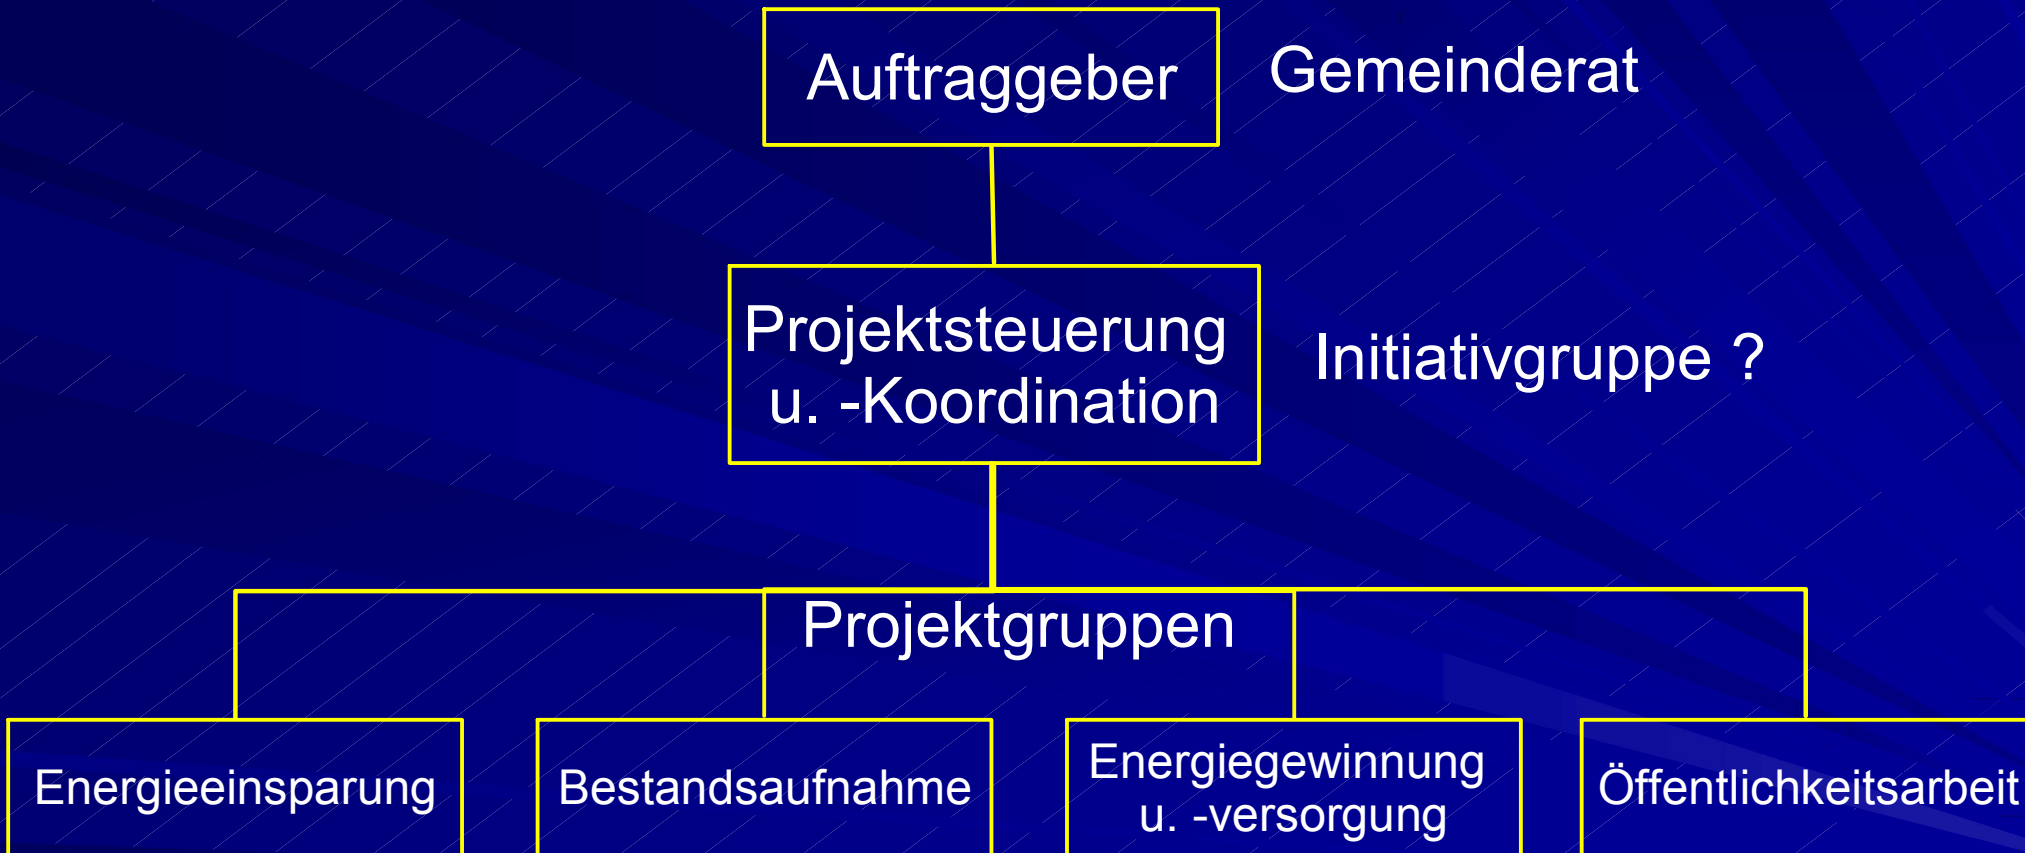 Auftraggeber
Gemeinderat
Projektsteuerung
u. -Koordination
Initiativgruppe ?
Projektgruppen
Energieeinsparung
Bestandsaufnahme
Energiegewinnung
u. -versorgung
Öffentlichkeitsarbeit